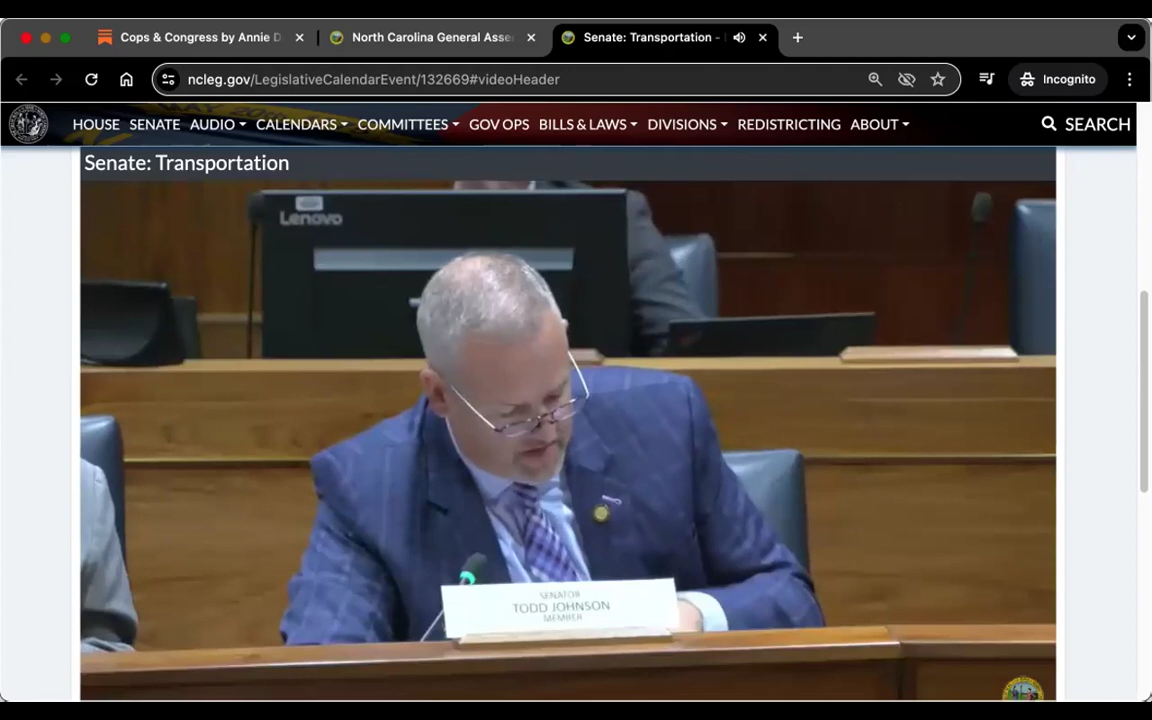 Cops & Congress by Annie D
North Carolina General Asse
Senate: Transportation -
ncleg.gov/LegislativeCalendarEvent/132669#videoHeader
Incognito
HOUSE SENATE AUDIO CALENDARS COMMITTEES GOV OPS BILLS & LAWS DIVISIONS REDISTRICTING ABOUT SEARCH
Senate: Transportation
Lenovo
SENATOR
TODD JOHNSON
MEMBER